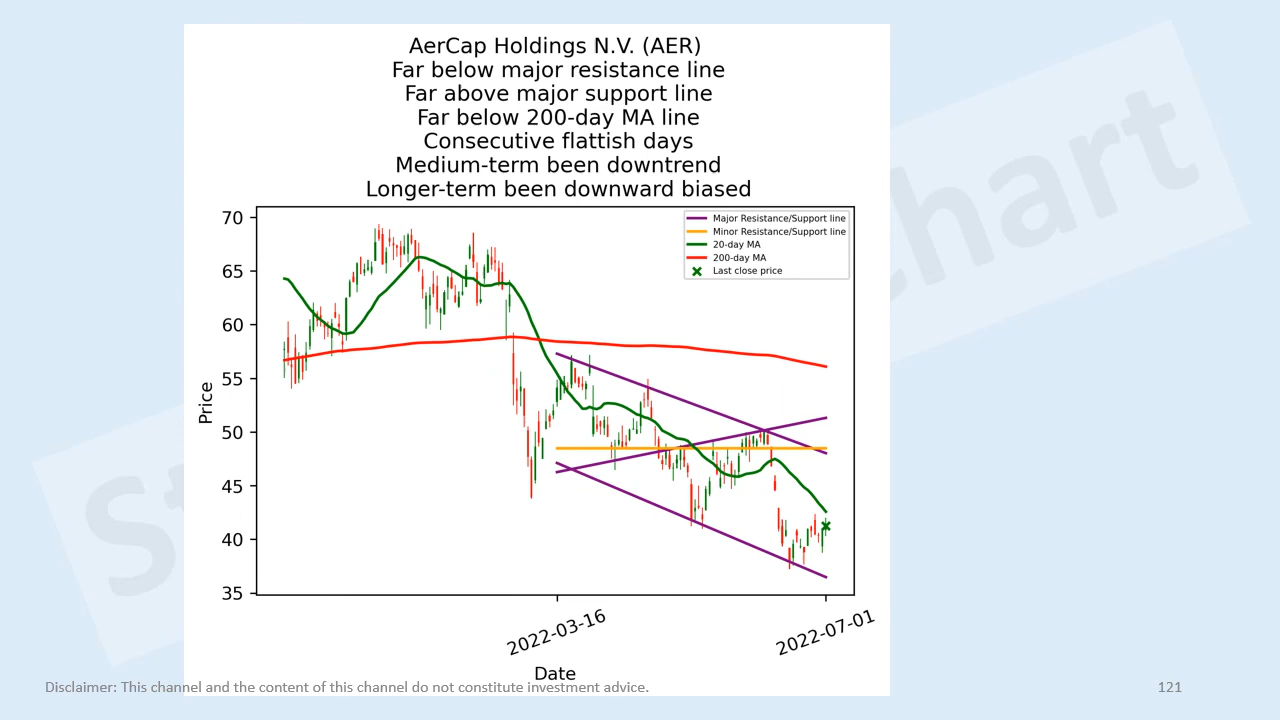 AerCap Holdings N.V. (AER)
Far below major resistance line
Far above major support line
Far below 200-day MA line
Consecutive flattish days
Medium-term been downtrend
Longer-term been downward biased
Major Resistance/Support line
Minor Resistance/Support line
20-day MA
200-day MA
Last close price
70
65
60
55
50
45
40
35
Price
2022-03-16
2022-07-01
Date
Disclaimer: This channel and the content of this channel do not constitute investment advice.
121